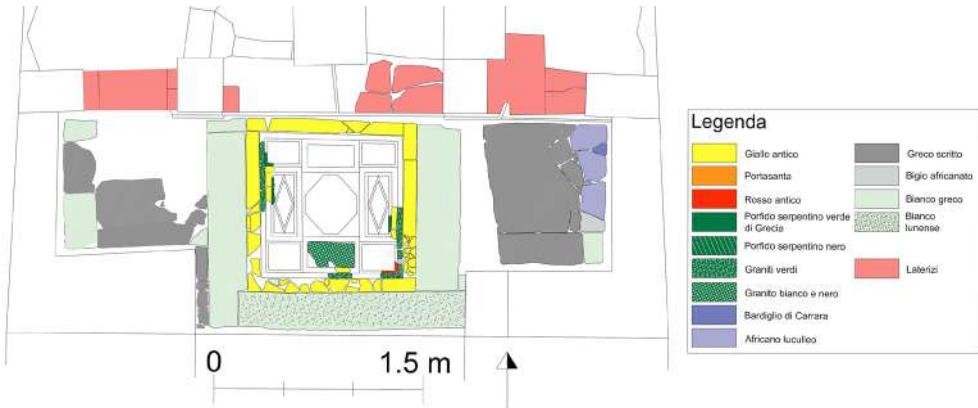 Legenda
Giallo antico
Portasanta
Rosso antico
Porfido serpentino verde
di Grecia
Porfido serpentino nero
Graniti verdi
Granito bianco e nero
Bardiglio di Carrara
Africano luculleo
Greco scritto
Bigio africanato
Bianco greco
Bianco
lunense
Laterizi
0 1.5 m